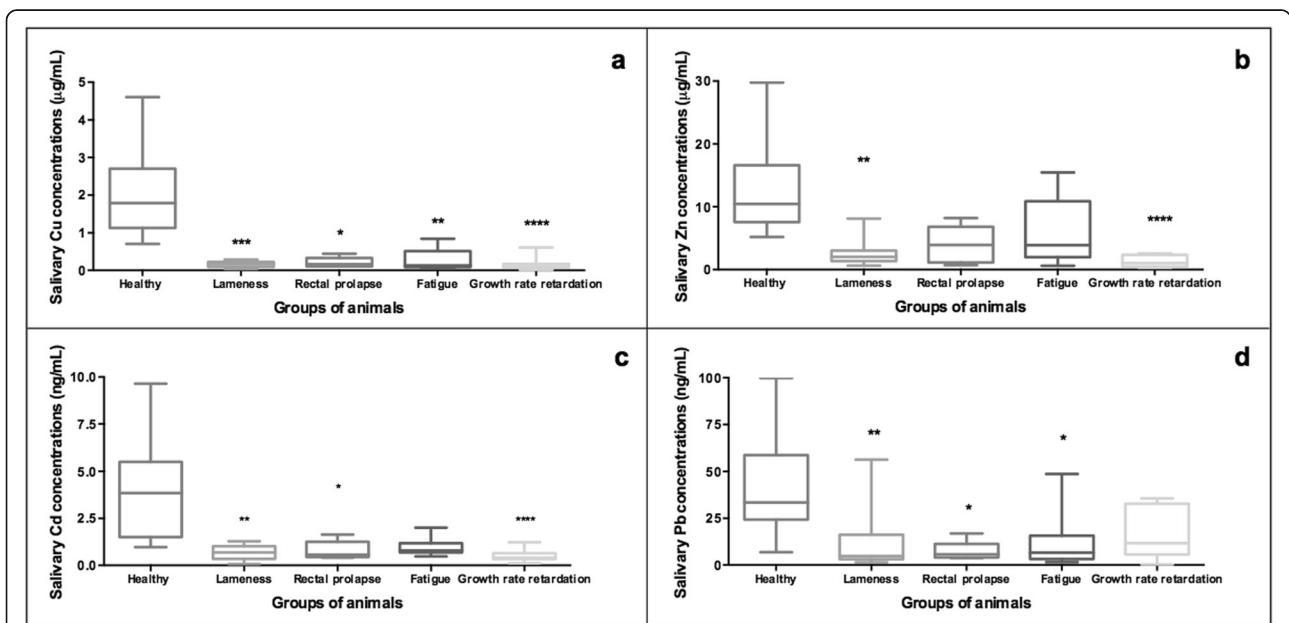 a
Salivary Cu concentrations (µg/mL)
5
4
3
2
1
0
***
*
**
****
Healthy Lameness Rectal prolapse Fatigue Growth rate retardation
Groups of animals
b
Salivary Zn concentrations (µg/mL)
30
20
10
0
**
****
Healthy Lameness Rectal prolapse Fatigue Growth rate retardation
Groups of animals
c
Salivary Cd concentrations (ng/mL)
10.0
7.5
5.0
2.5
0.0
**
*
****
Healthy Lameness Rectal prolapse Fatigue Growth rate retardation
Groups of animals
d
Salivary Pb concentrations (ng/mL)
100
75
50
25
0
**
*
*
Healthy Lameness Rectal prolapse Fatigue Growth rate retardation
Groups of animals